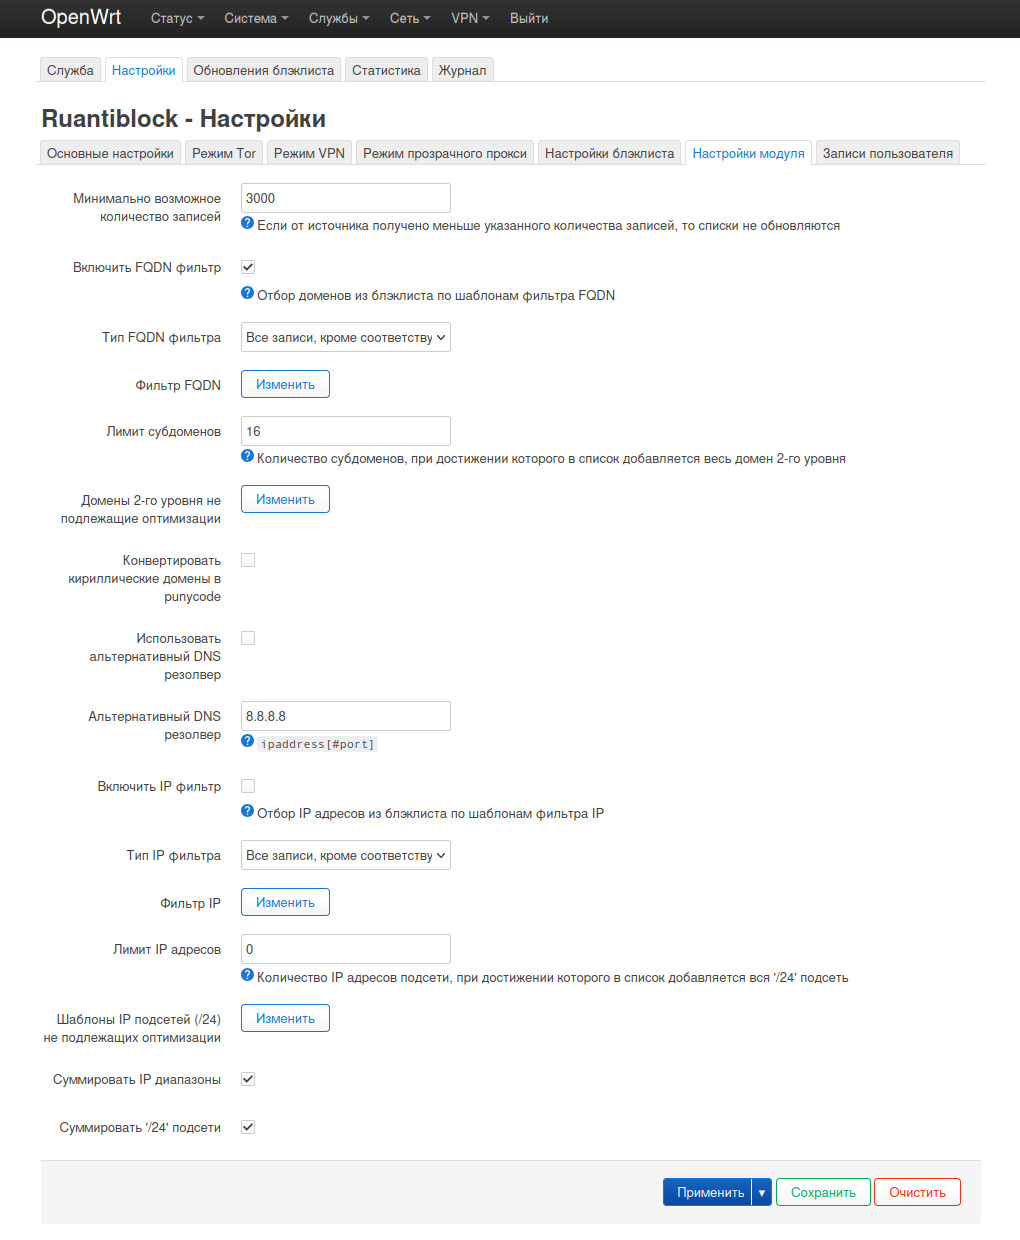 OpenWrt Статус Система Службы Сеть VPN Выйти
Служба Настройки Обновления блэклиста Статистика Журнал
Ruantiblock - Настройки
Основные настройки Режим Tor Режим VPN Режим прозрачного прокси Настройки блэклиста Настройки модуля Записи пользователя
Минимально возможное
количество записей
3000
Если от источника получено меньше указанного количества записей, то списки не обновляются
Включить FQDN фильтр
Отбор доменов из блэклиста по шаблонам фильтра FQDN
Тип FQDN фильтра
Все записи, кроме соответству
Фильтр FQDN
Изменить
Лимит субдоменов
16
Количество субдоменов, при достижении которого в список добавляется весь домен 2-го уровня
Домены 2-го уровня не
подлежащие оптимизации
Изменить
Конвертировать
кириллические домены в
punycode
Использовать
альтернативный DNS
резолвер
Альтернативный DNS
резолвер
8.8.8.8
ipaddress[#port]
Включить IP фильтр
Отбор IP адресов из блэклиста по шаблонам фильтра IP
Тип IP фильтра
Все записи, кроме соответству
Фильтр IP
Изменить
Лимит IP адресов
0
Количество IP адресов подсети, при достижении которого в список добавляется вся '/24' подсеть
Шаблоны IP подсетей (/24)
не подлежащих оптимизации
Изменить
Суммировать IP диапазоны
Суммировать '/24' подсети
Применить Сохранить Очистить